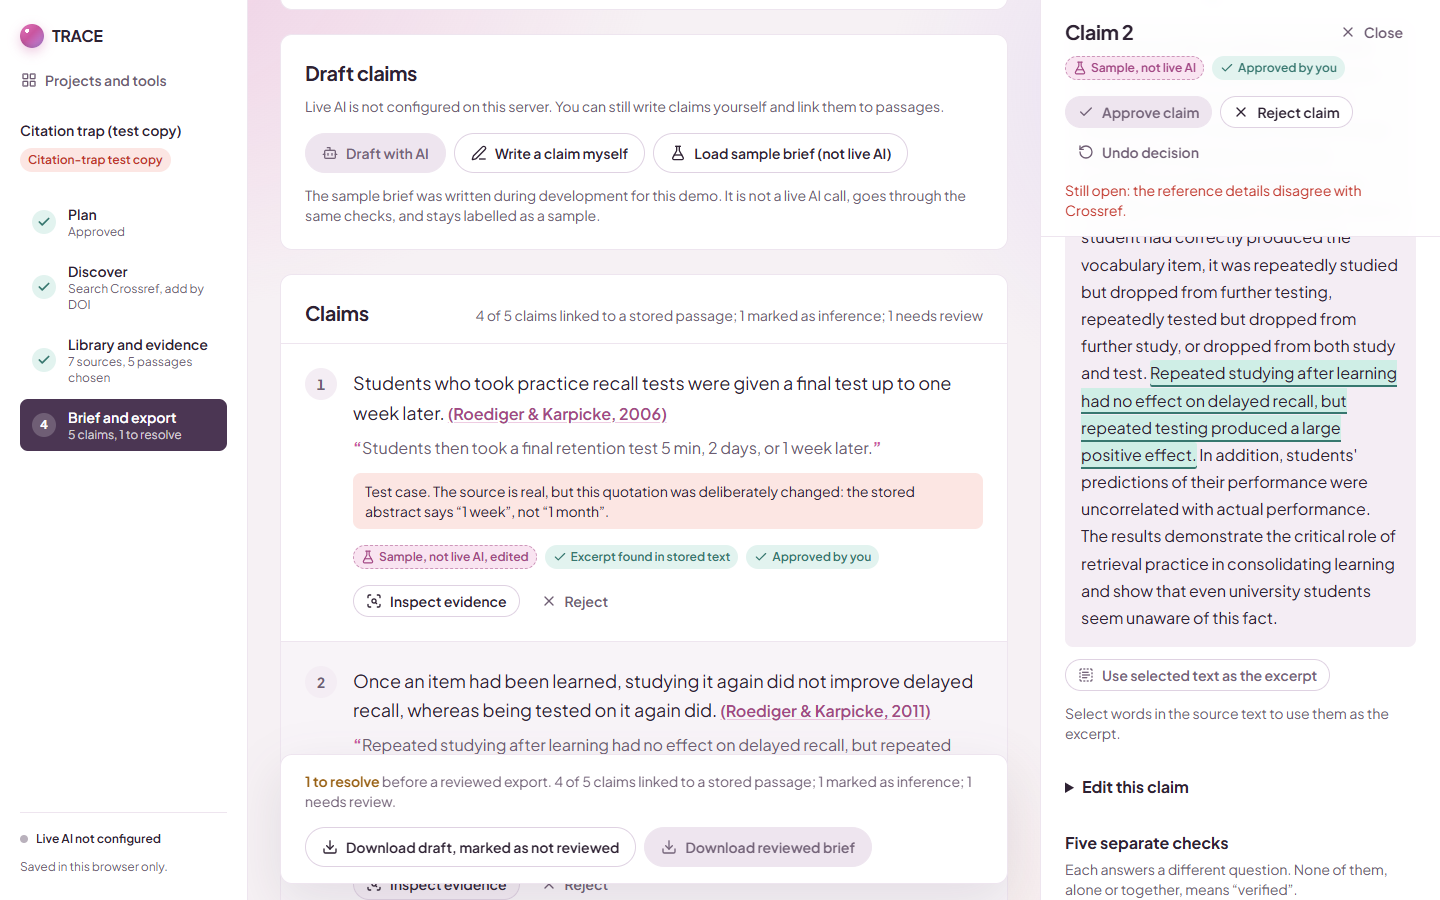 TRACE
Projects and tools
Citation trap (test copy)
Citation-trap test copy
Plan
Approved
Discover
Search Crossref, add by
DOI
Library and evidence
7 sources, 5 passages
chosen
4
Brief and export
5 claims, 1 to resolve
Live AI not configured
Saved in this browser only.
Draft claims
Live AI is not configured on this server. You can still write claims yourself and link them to passages.
Draft with AI
Write a claim myself
Load sample brief (not live AI)
The sample brief was written during development for this demo. It is not a live AI call, goes through the
same checks, and stays labelled as a sample.
Claims
4 of 5 claims linked to a stored passage; 1 marked as inference; 1 needs review
1
Students who took practice recall tests were given a final test up to one
week later. (Roediger & Karpicke, 2006)
“Students then took a final retention test 5 min, 2 days, or 1 week later.”
Test case. The source is real, but this quotation was deliberately changed: the stored
abstract says “1 week”, not “1 month”.
Sample, not live AI, edited
Excerpt found in stored text
Approved by you
Inspect evidence
Reject
2
Once an item had been learned, studying it again did not improve delayed
recall, whereas being tested on it again did. (Roediger & Karpicke, 2011)
“Repeated studying after learning had no effect on delayed recall, but repeated
1 to resolve before a reviewed export. 4 of 5 claims linked to a stored passage; 1 marked as inference; 1
needs review.
Download draft, marked as not reviewed
Download reviewed brief
Inspect evidence
Reject
Claim 2
Close
Sample, not live AI
Approved by you
Approve claim
Reject claim
Undo decision
Still open: the reference details disagree with
Crossref.
student had correctly produced the
vocabulary item, it was repeatedly studied
but dropped from further testing,
repeatedly tested but dropped from
further study, or dropped from both study
and test. Repeated studying after learning
had no effect on delayed recall, but
repeated testing produced a large
positive effect. In addition, students'
predictions of their performance were
uncorrelated with actual performance.
The results demonstrate the critical role of
retrieval practice in consolidating learning
and show that even university students
seem unaware of this fact.
Use selected text as the excerpt
Select words in the source text to use them as the
excerpt.
Edit this claim
Five separate checks
Each answers a different question. None of them,
alone or together, means “verified”.